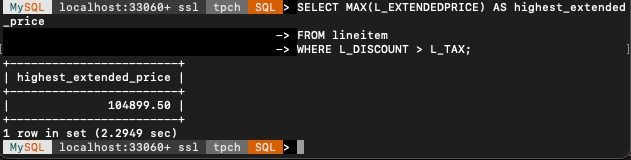 MySQL localhost:33060+ ssl tpch SQL > SELECT MAX(L_EXTENDEDPRICE) AS highest_extended
_price
-> FROM lineitem
-> WHERE L_DISCOUNT > L_TAX;
+------------------------+
| highest_extended_price |
+------------------------+
| 104899.50 |
+------------------------+
1 row in set (2.2949 sec)
MySQL localhost:33060+ ssl tpch SQL >